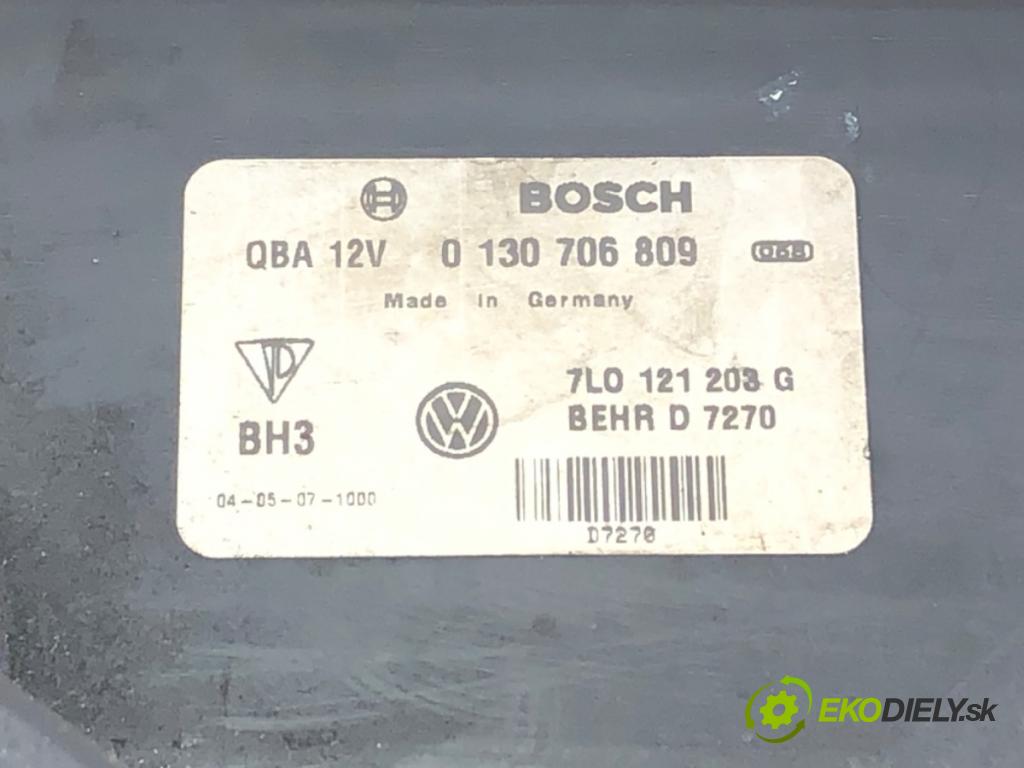 BOSCH
QBA 12V 0 130 706 809 065
Made in Germany
7L0 121 203 G
BEHR D 7270
BH3
04-05-07-1000
D7270
EKODIELY.sk